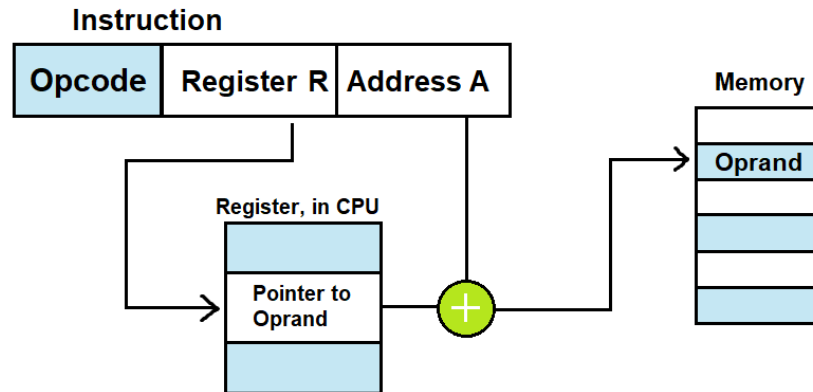 Instruction
Opcode Register R Address A
Memory
Oprand
Register, in CPU
Pointer to
Oprand
+